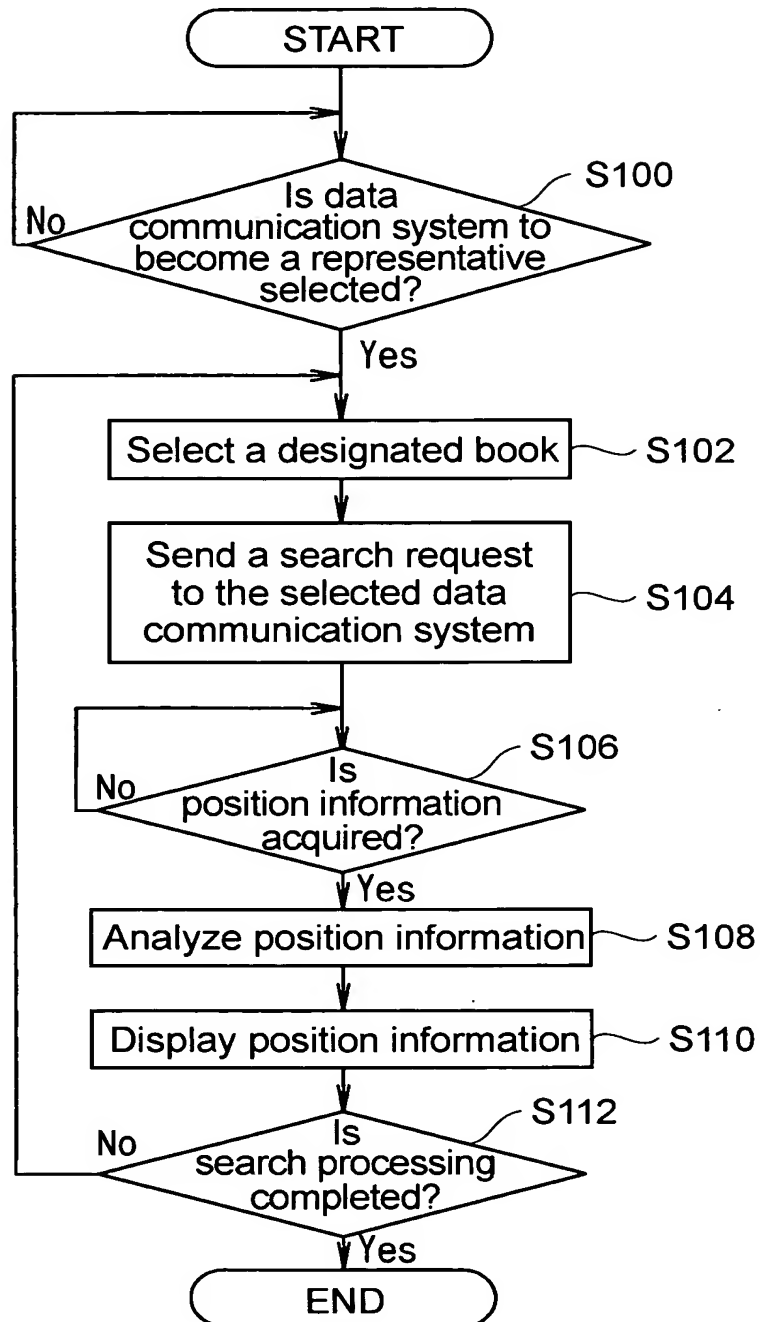 START
S100
No
Is data
communication system to
become a representative
selected?
Yes
Select a designated book
S102
Send a search request
to the selected data
communication system
S104
S106
No
Is
position information
acquired?
Yes
Analyze position information
S108
Display position information
S110
S112
No
Is
search processing
completed?
Yes
END